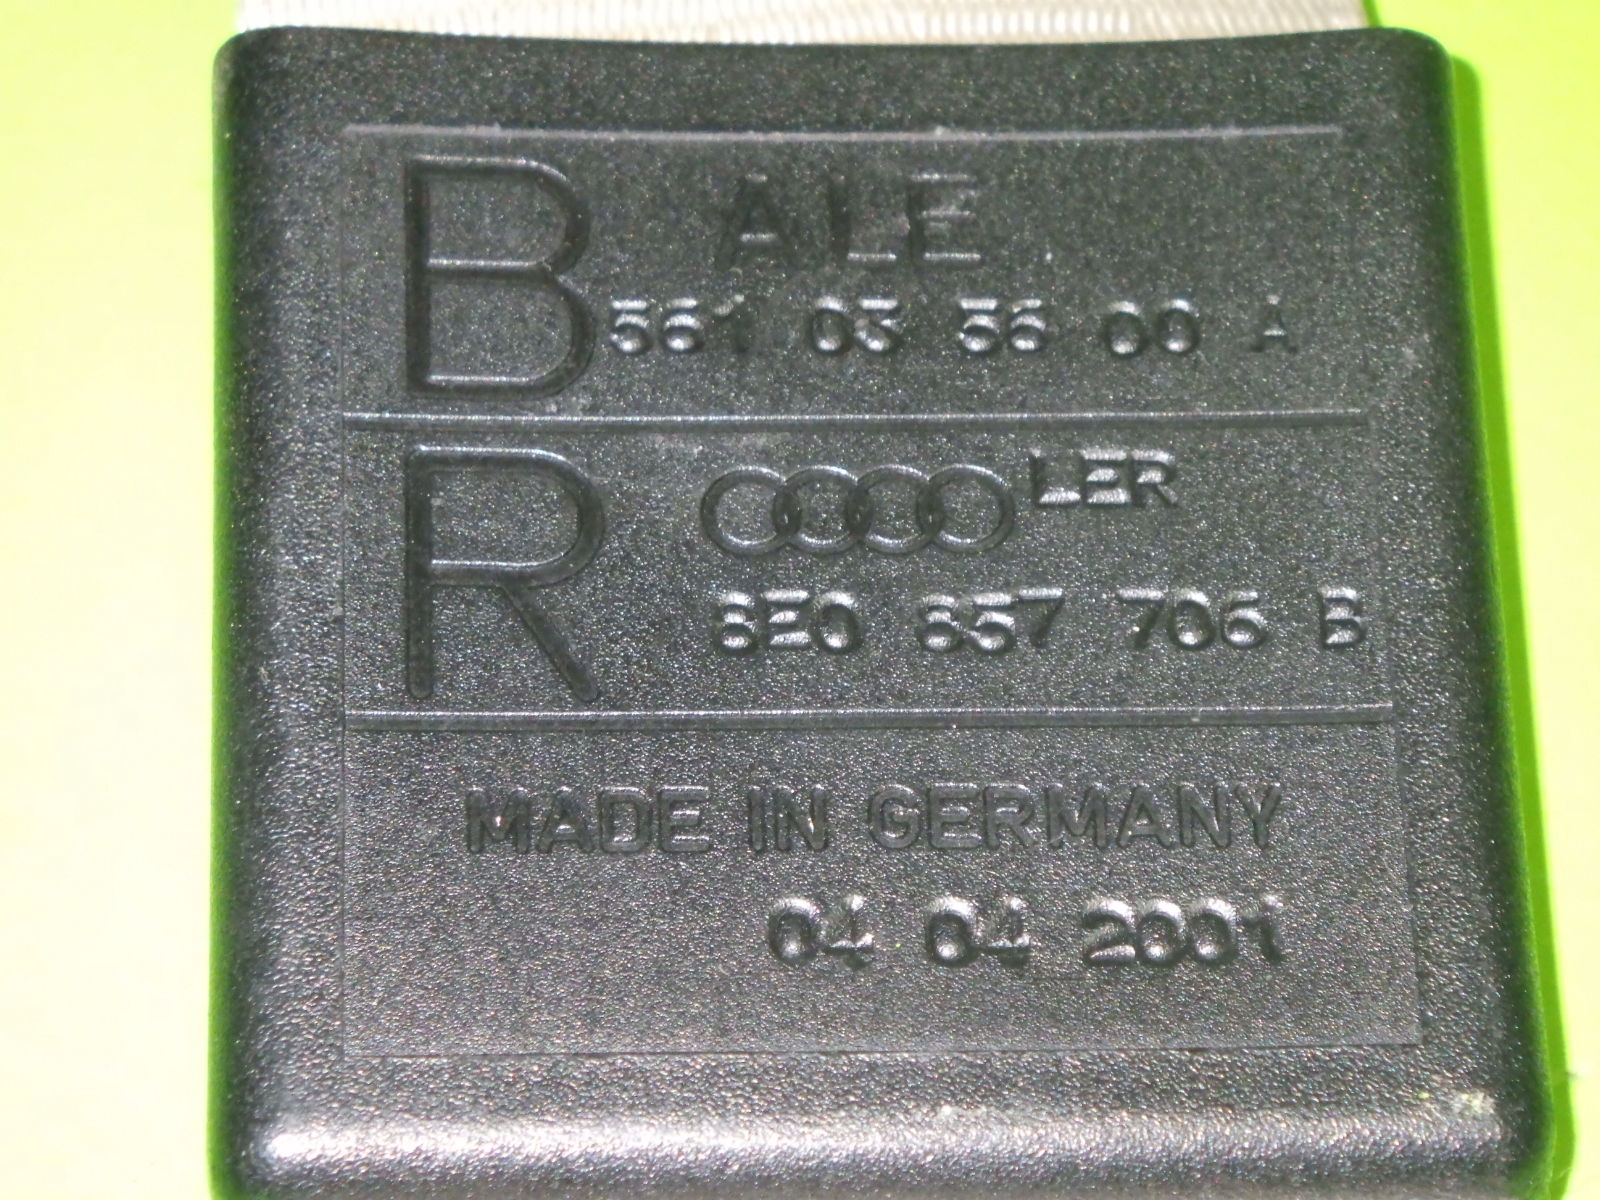 B ALE
561 03 56 00 A
R LER
8E0 857 706 B
MADE IN GERMANY
04 04 2001